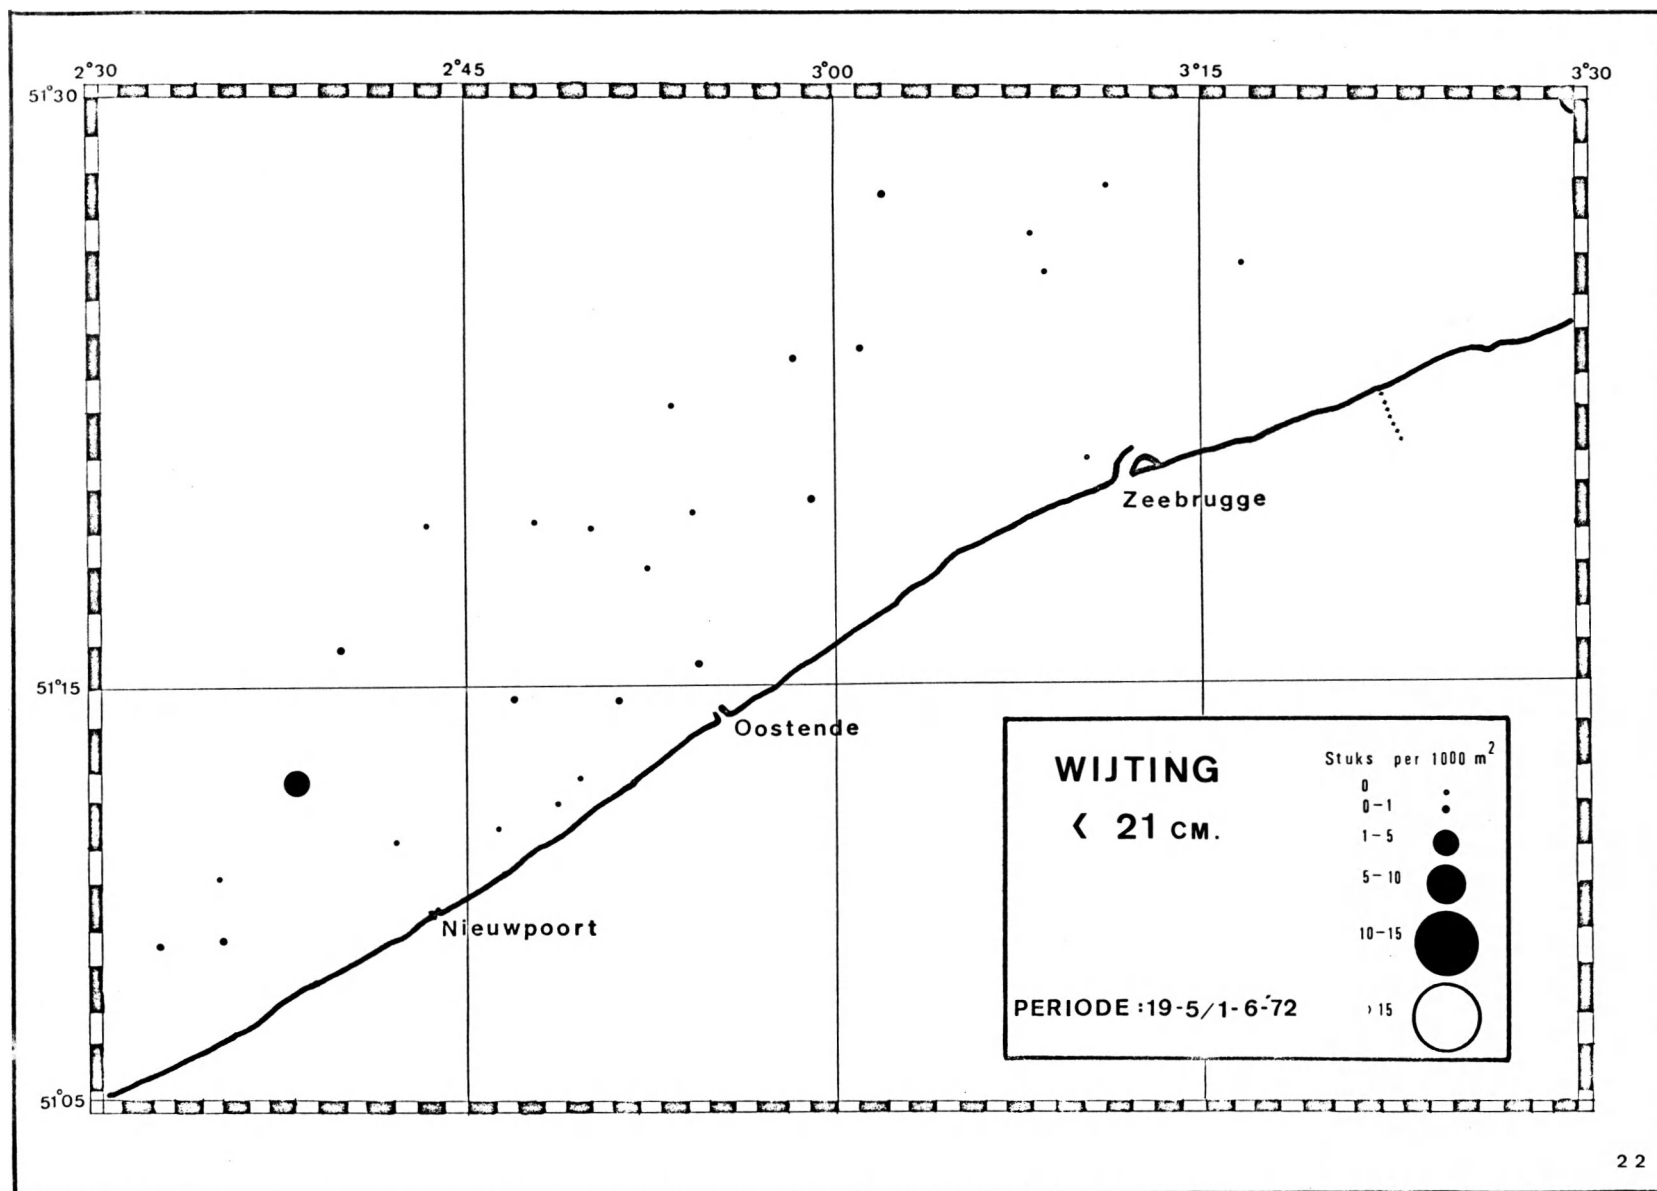 2°30 2°45 3°00 3°15 3°30
51°30
Zeebrugge
51°15
Oostende
WIJTING
< 21 CM.
Stuks per 1000 m²
0
0-1
1-5
5-10
10-15
>15
Nieuwpoort
PERIODE :19-5/1-6-'72
51°05
22